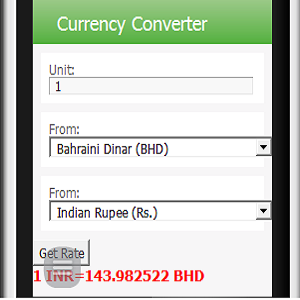 Currency Converter
Unit:
1
From:
Bahraini Dinar (BHD)
From:
Indian Rupee (Rs.)
Get Rate
1 INR=143.982522 BHD